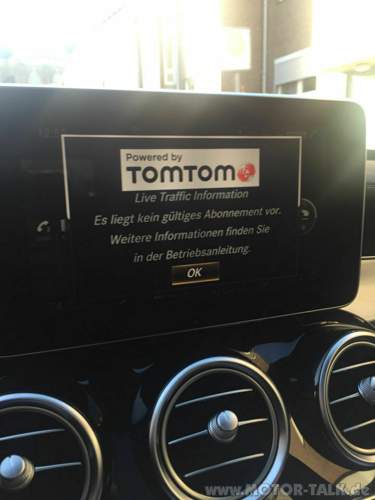 Powered by
TOMTOM
Live Traffic Information
Es liegt kein gültiges Abonnement vor.
Weitere Informationen finden Sie
in der Betriebsanleitung.
OK
www.MOTOR-TALK.de